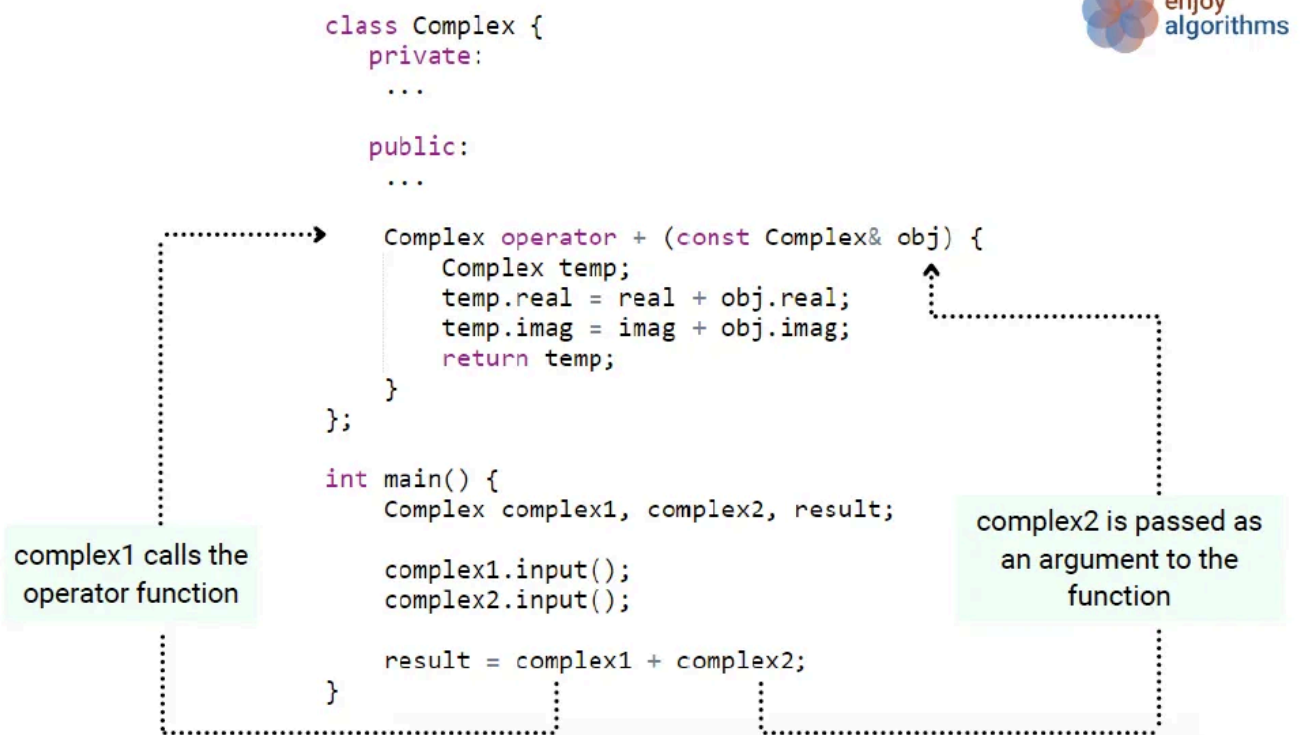 enjoy
algorithms
class Complex {
private:
...
public:
...
Complex operator + (const Complex& obj) {
Complex temp;
temp.real = real + obj.real;
temp.imag = imag + obj.imag;
return temp;
}
};
int main() {
Complex complex1, complex2, result;
complex1.input();
complex2.input();
result = complex1 + complex2;
}
complex1 calls the
operator function
complex2 is passed as
an argument to the
function